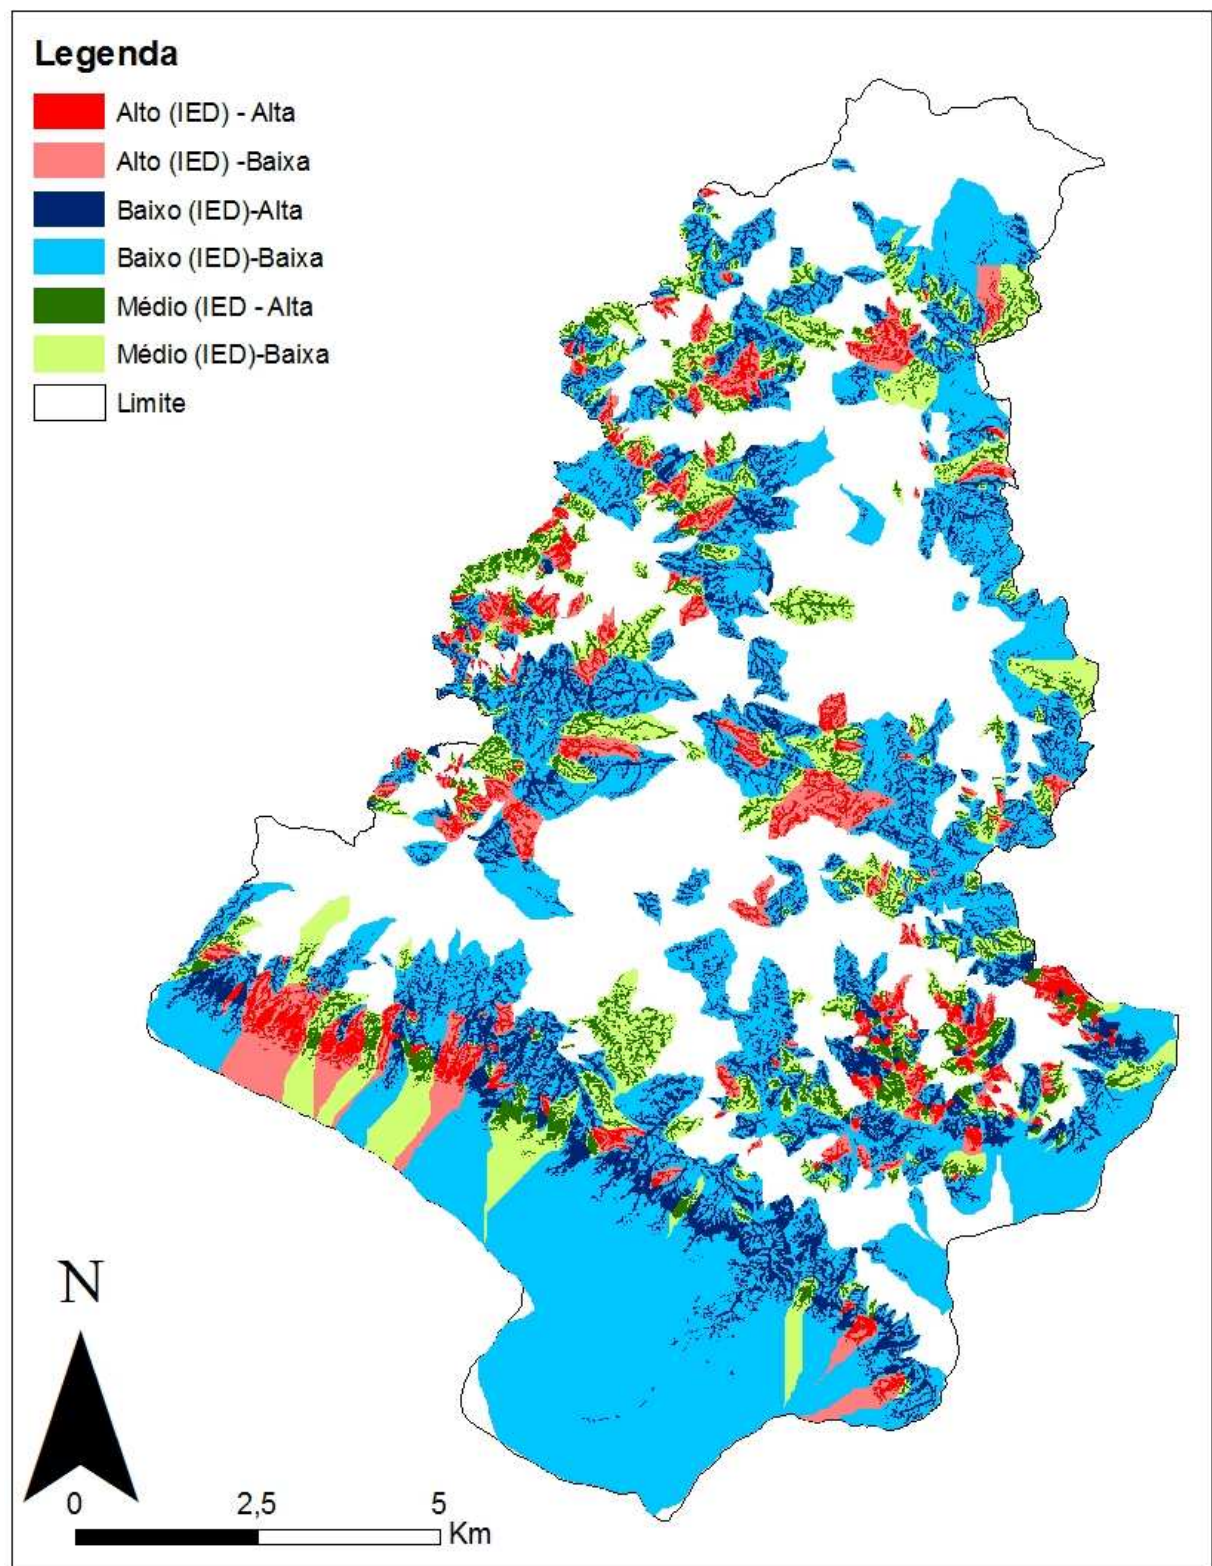 Legenda
Alto (IED) - Alta
Alto (IED) -Baixa
Baixo (IED)-Alta
Baixo (IED)-Baixa
Médio (IED - Alta
Médio (IED)-Baixa
Limite
N
0 2,5 5
Km